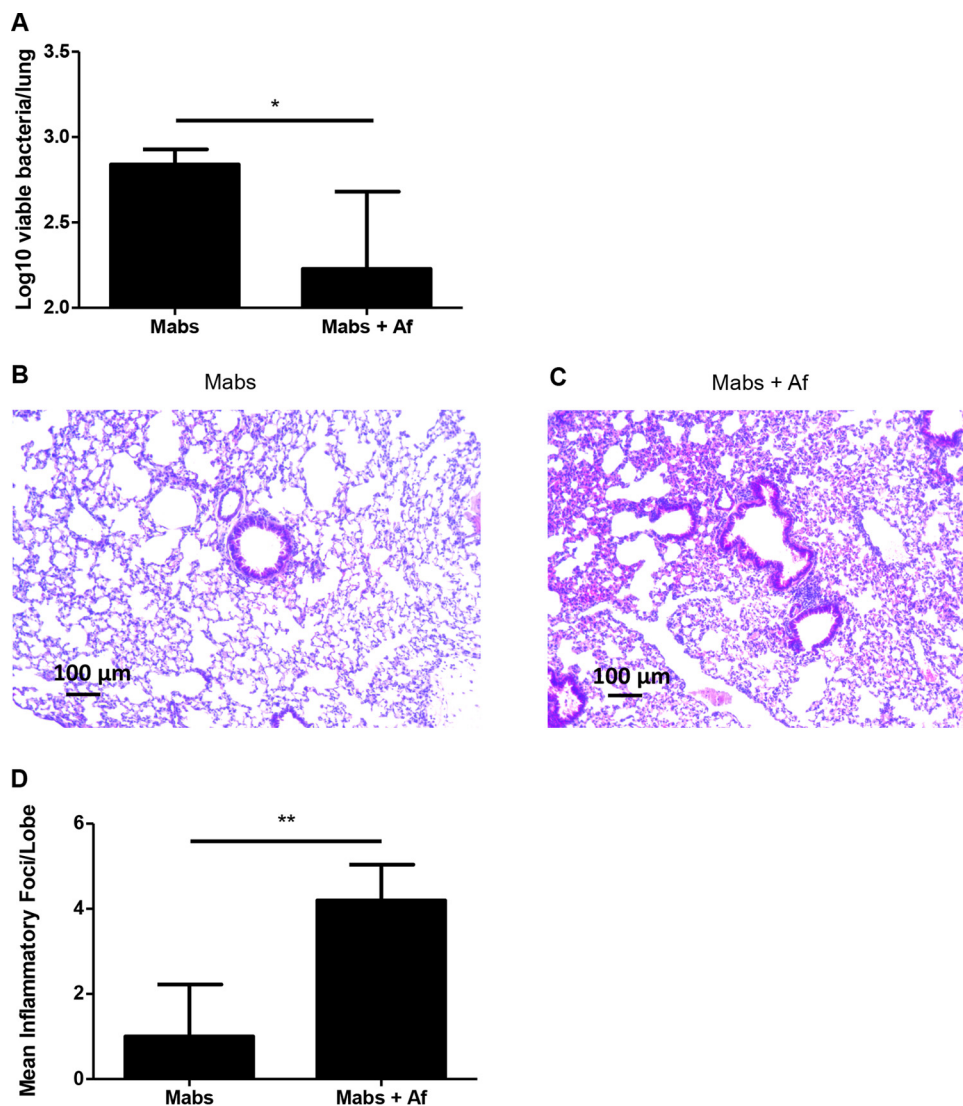 A
Log10 viable bacteria/lung
3.5
3.0
2.5
2.0
*
Mabs
Mabs + Af
B
Mabs
C
Mabs + Af
100 µm
100 µm
D
Mean Inflammatory Foci/Lobe
6
4
2
0
**
Mabs
Mabs + Af